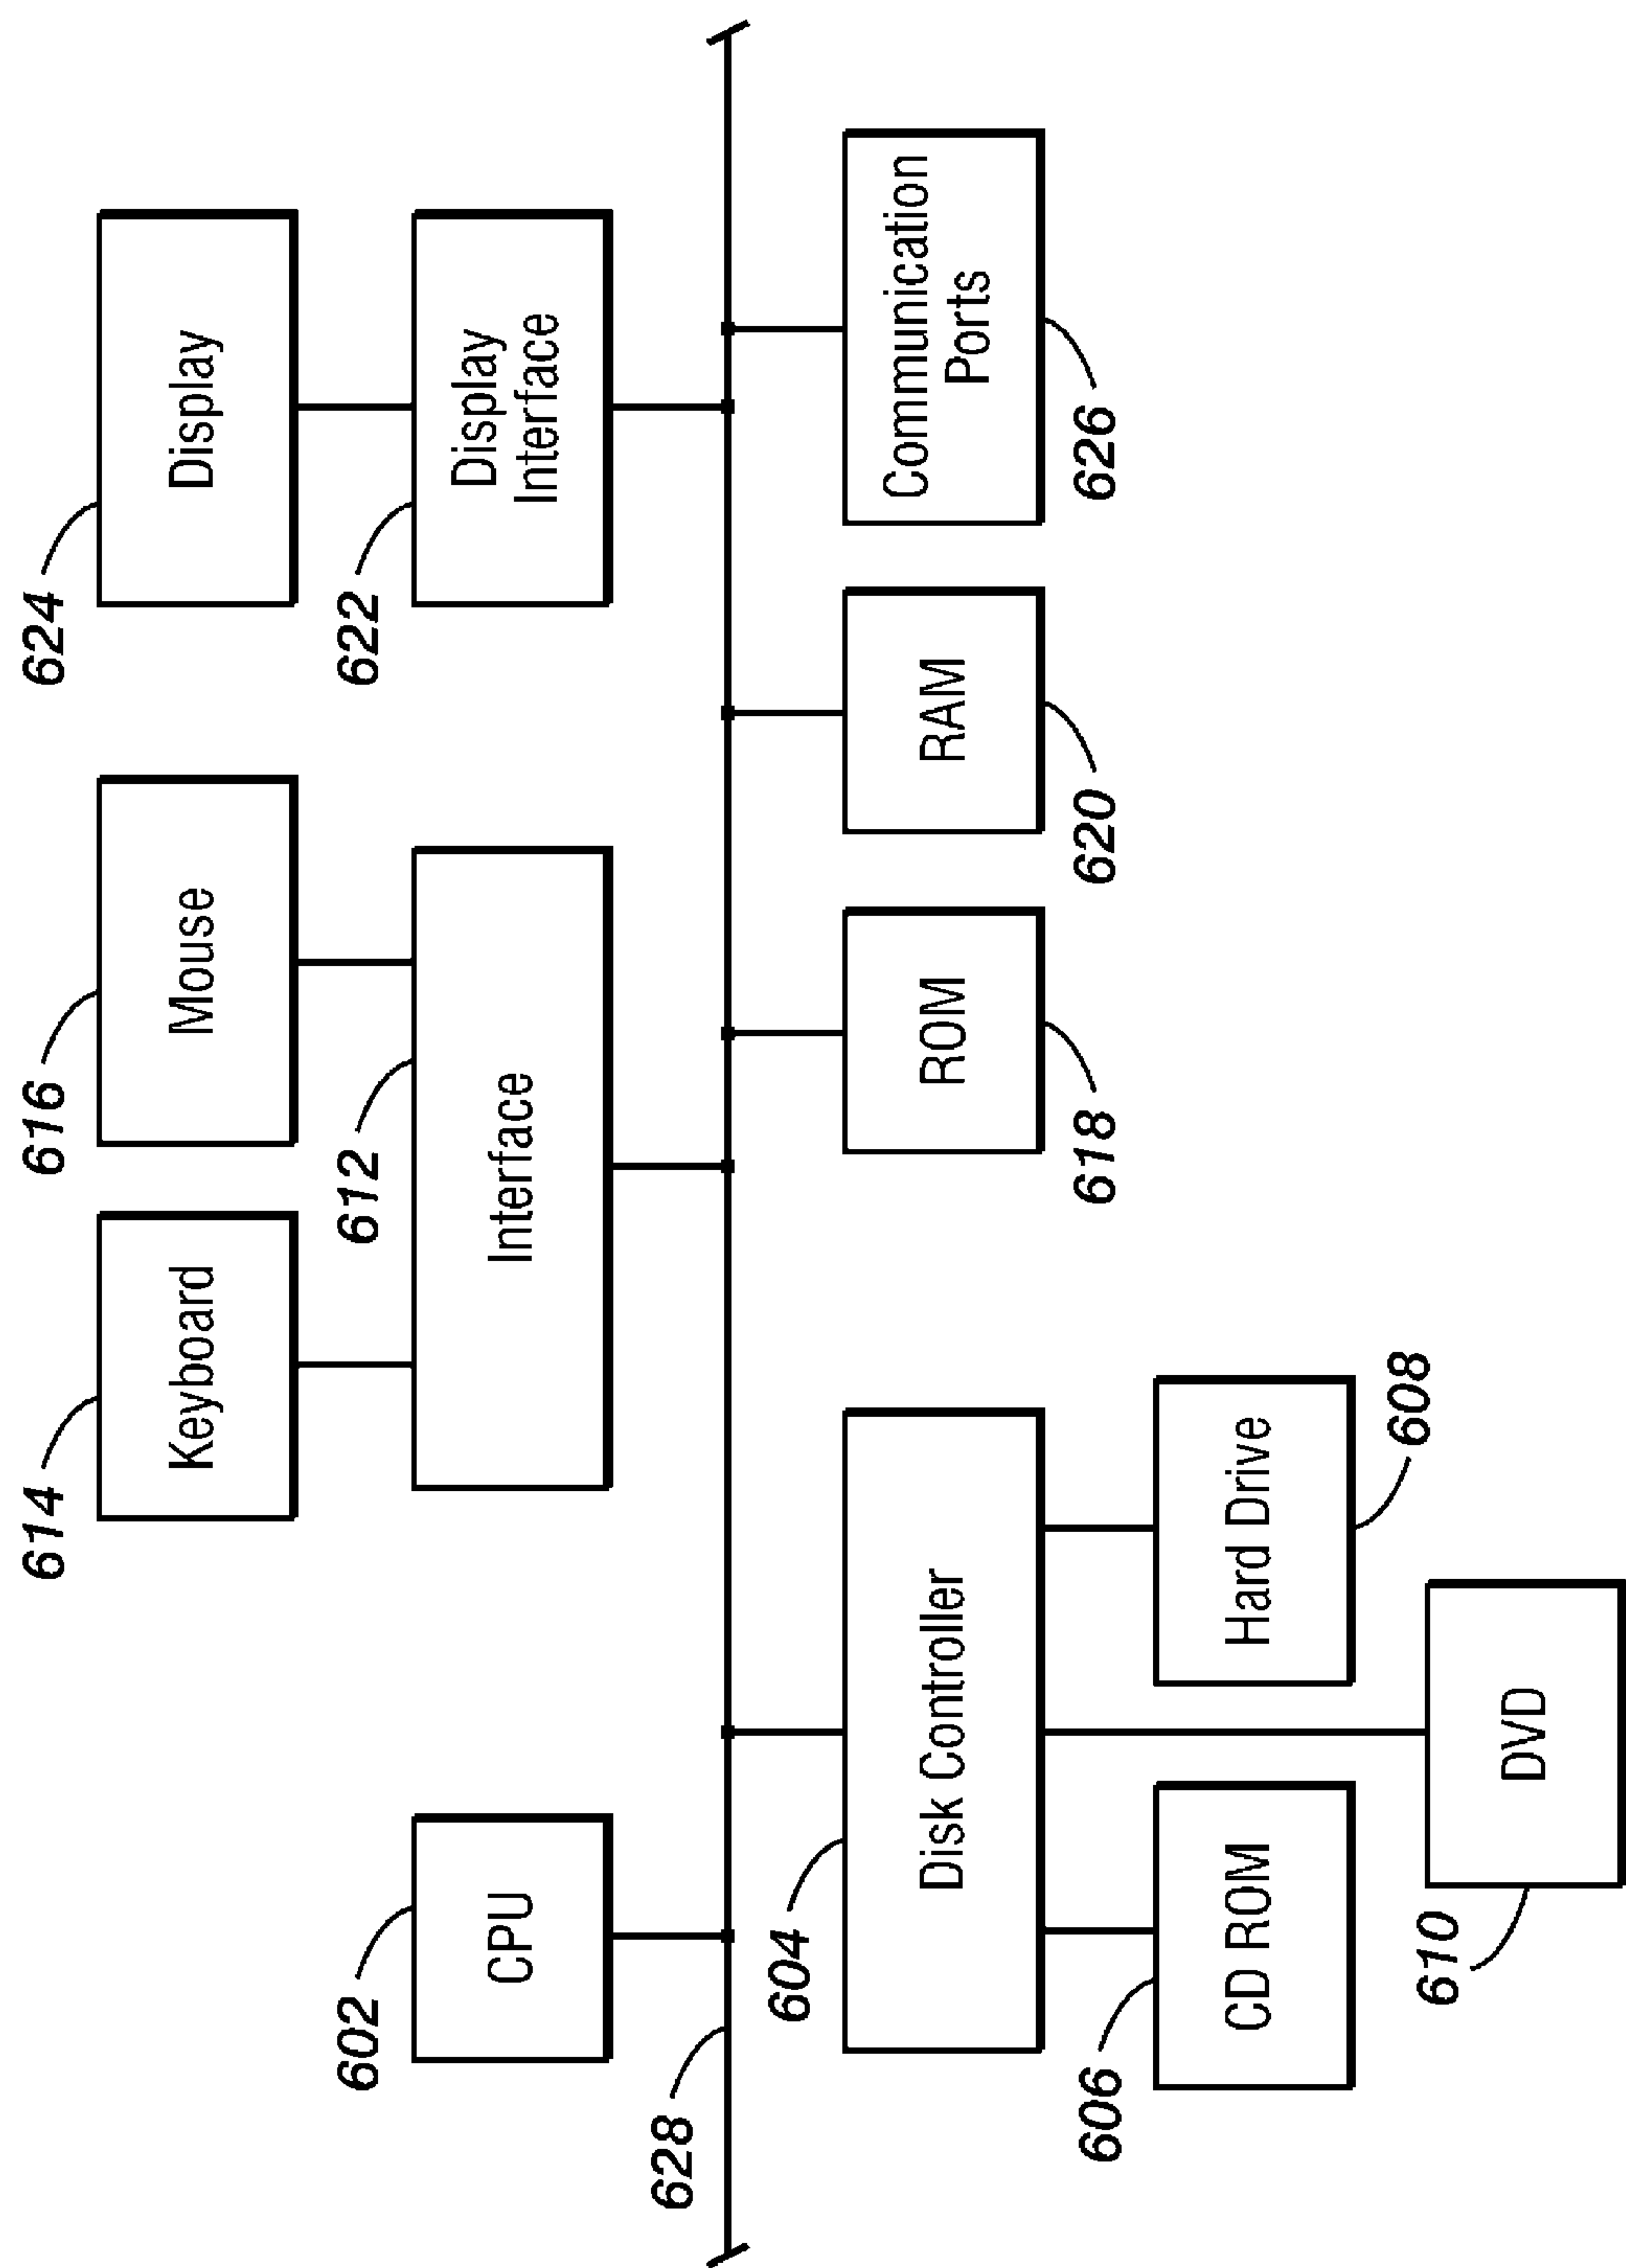 614
Keyboard
616
Mouse
624
Display
602
CPU
612
Interface
622
Display
Interface
628
604
Disk Controller
ROM
618
RAM
620
Communication
Ports
626
606
CD ROM
Hard Drive
608
610
DVD